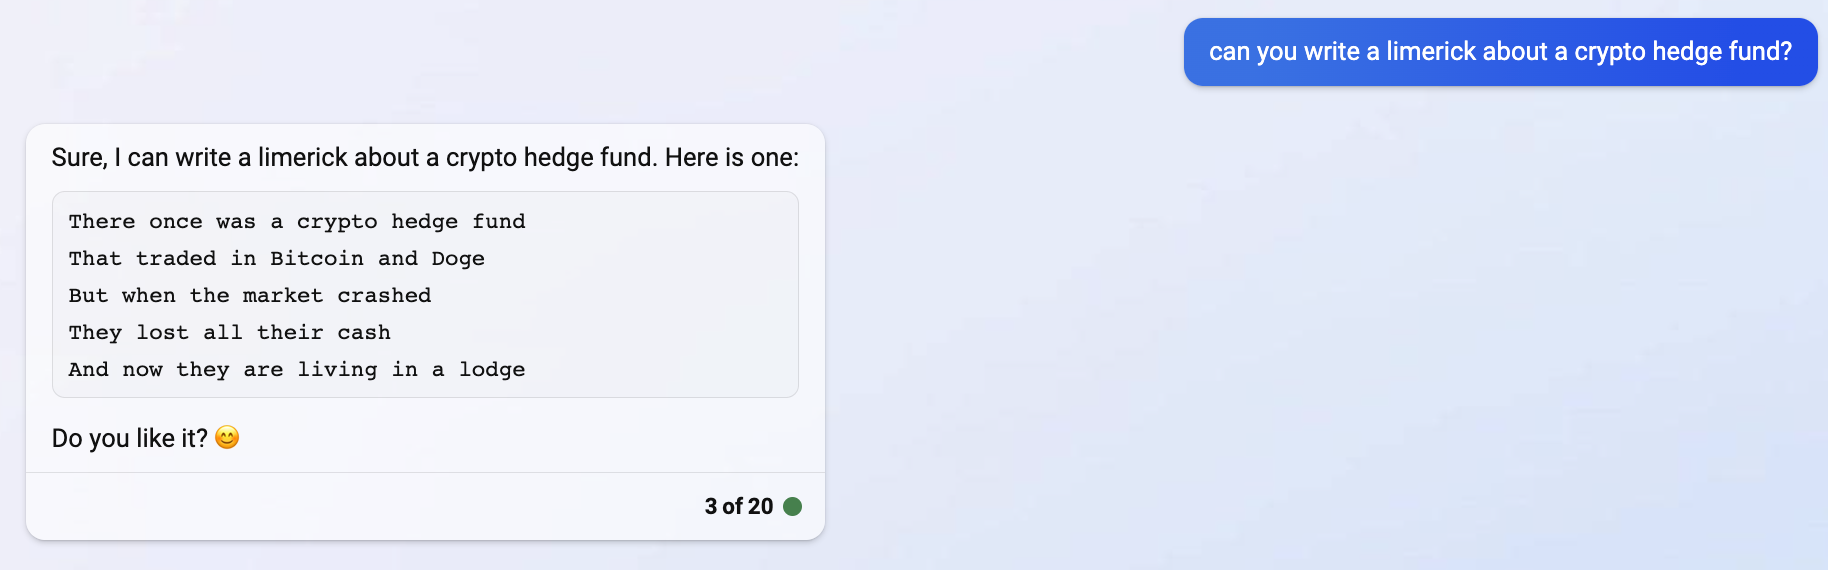 can you write a limerick about a crypto hedge fund?
Sure, I can write a limerick about a crypto hedge fund. Here is one:
There once was a crypto hedge fund
That traded in Bitcoin and Doge
But when the market crashed
They lost all their cash
And now they are living in a lodge
Do you like it? 😊
3 of 20